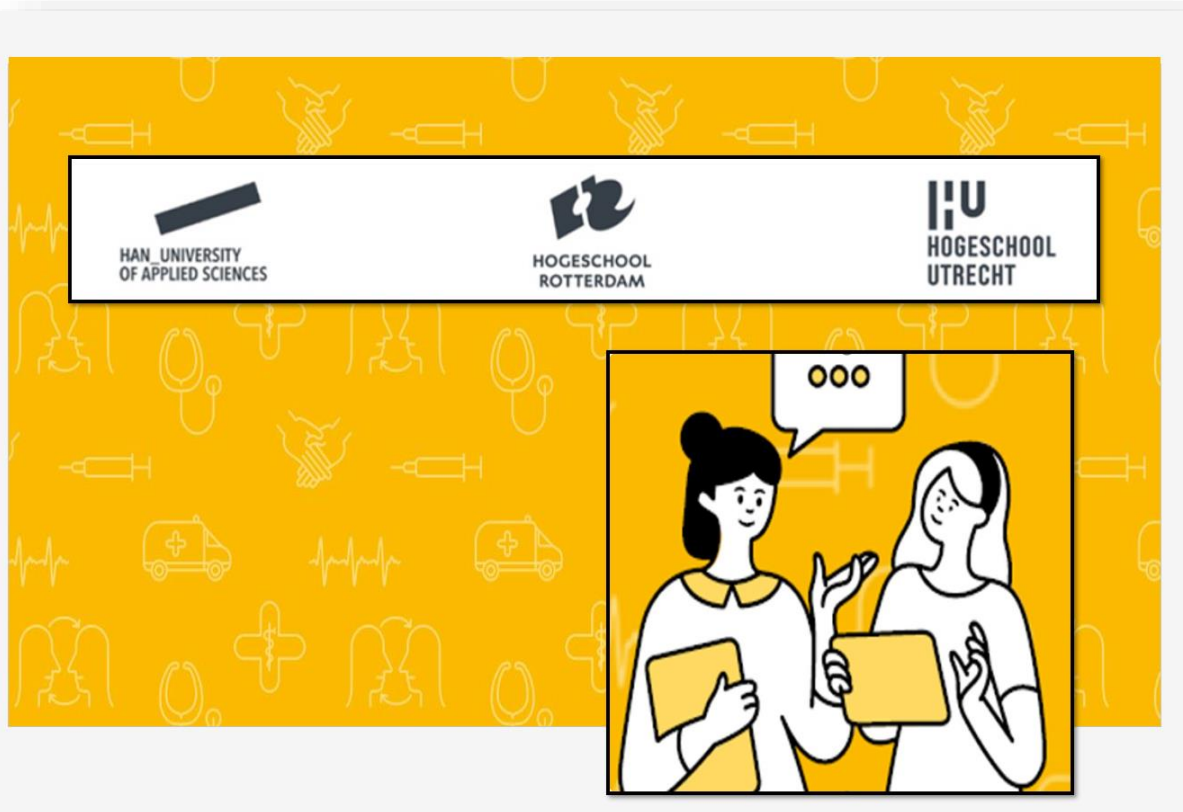 HAN_UNIVERSITY
OF APPLIED SCIENCES
HOGESCHOOL
ROTTERDAM
HU
HOGESCHOOL
UTRECHT